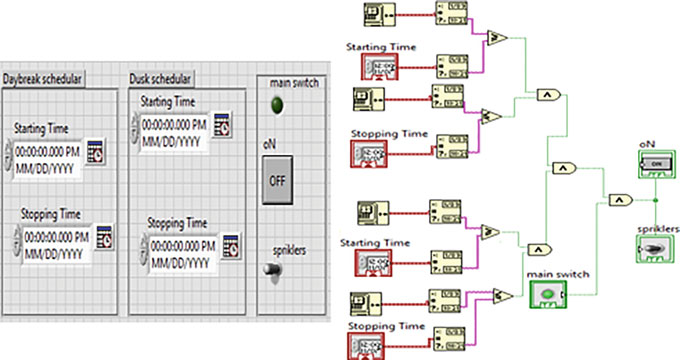 Daybreak schedular
Starting Time
00:00:00.000 PM
MM/DD/YYYY
Stopping Time
00:00:00.000 PM
MM/DD/YYYY
Dusk schedular
Starting Time
00:00:00.000 PM
MM/DD/YYYY
Stopping Time
00:00:00.000 PM
MM/DD/YYYY
main switch
oN
OFF
spriklers
Starting Time
Stopping Time
Starting Time
Stopping Time
main switch
oN
ON
spriklers